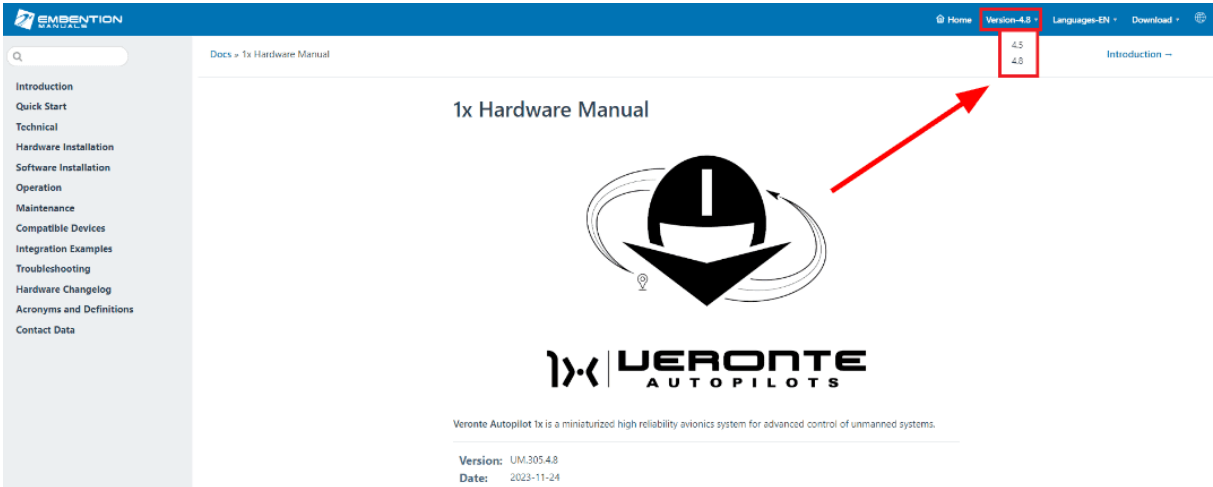 EMBENTION
MANUALS
Home
Version-4.8
Languages-EN
Download
4.5
4.8
Docs » 1x Hardware Manual
Introduction →
Introduction
Quick Start
Technical
Hardware Installation
Software Installation
Operation
Maintenance
Compatible Devices
Integration Examples
Troubleshooting
Hardware Changelog
Acronyms and Definitions
Contact Data
1x Hardware Manual
1x VERONTE
AUTOPILOTS
Veronte Autopilot 1x is a miniaturized high reliability avionics system for advanced control of unmanned systems.
Version: UM.305.4.8
Date: 2023-11-24